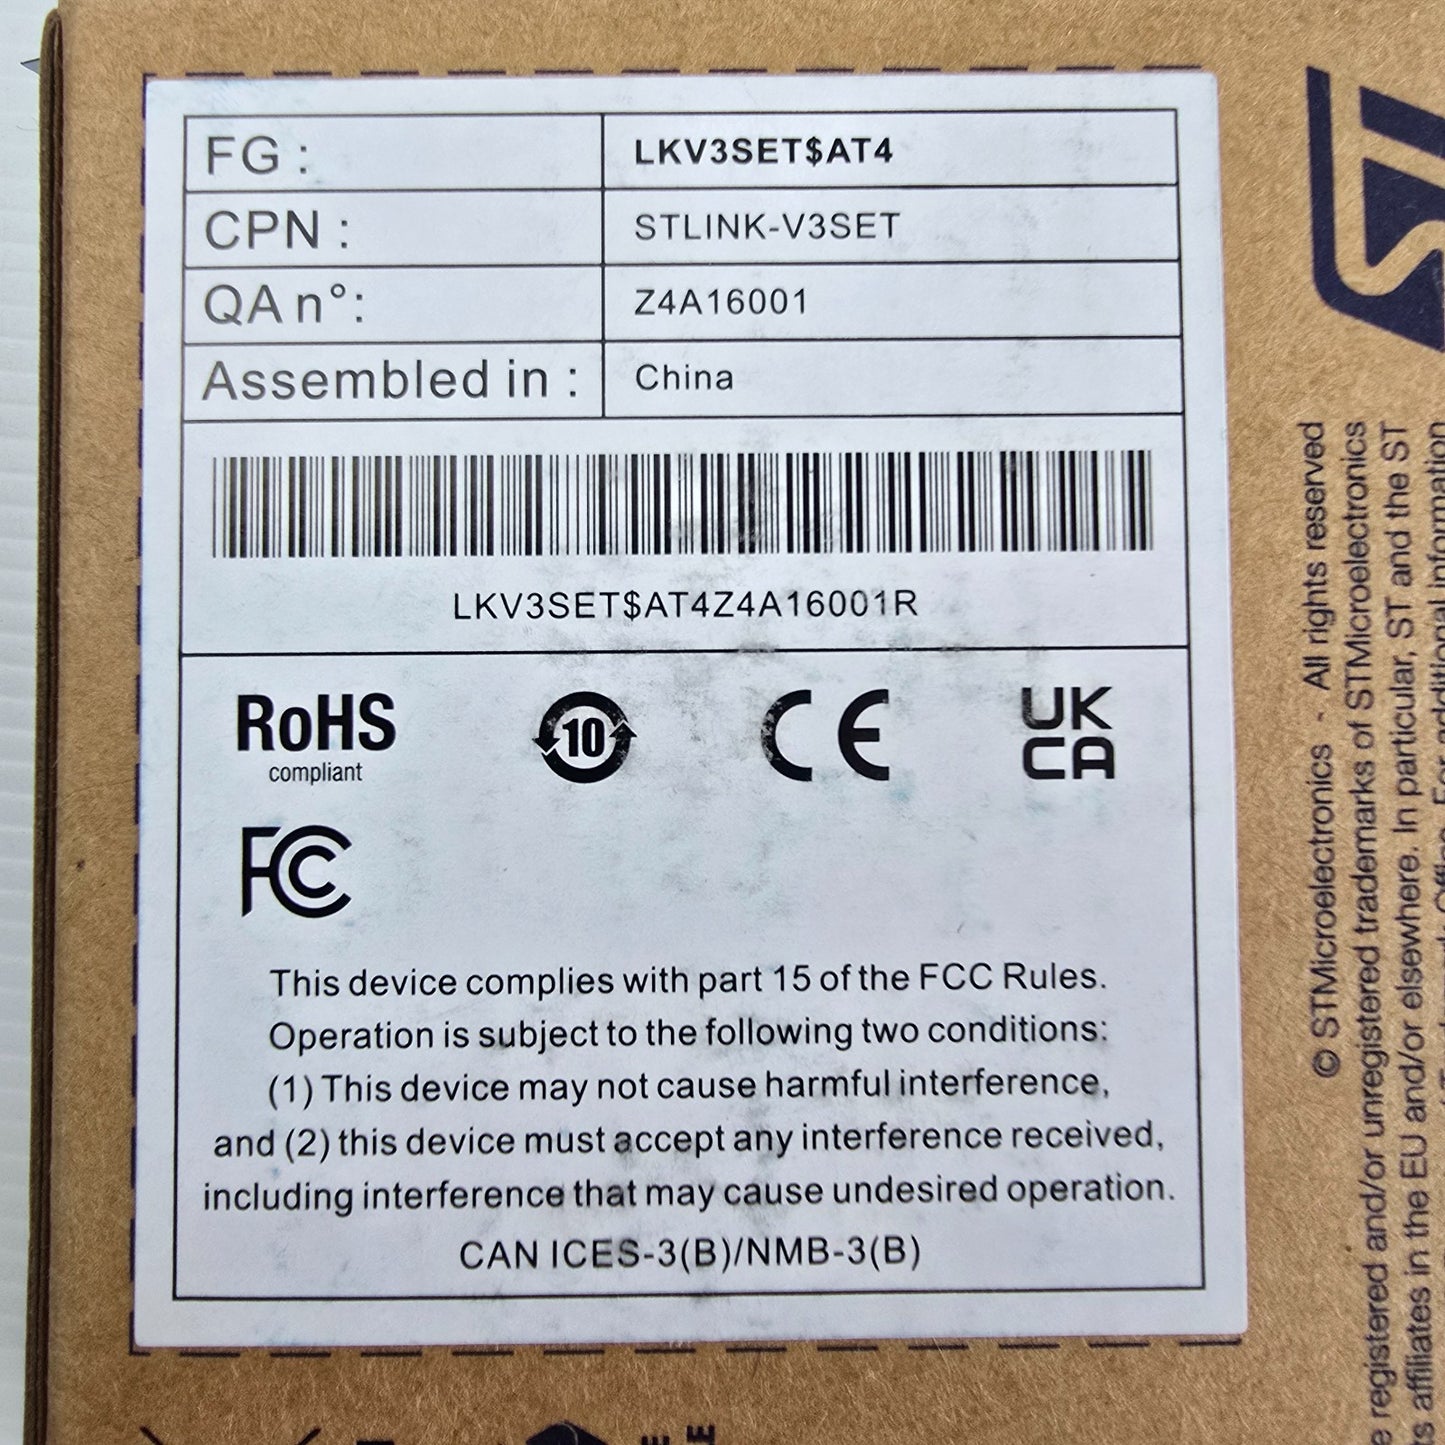 FG :
LKV3SET$AT4
CPN :
STLINK-V3SET
QA n°:
Z4A16001
Assembled in :
China
LKV3SET$AT4Z4A16001R
RoHS
compliant
10
CE
UK
CA
FC
This device complies with part 15 of the FCC Rules.
Operation is subject to the following two conditions:
(1) This device may not cause harmful interference,
and (2) this device must accept any interference received,
including interference that may cause undesired operation.
CAN ICES-3(B)/NMB-3(B)
ST
© STMicroelectronics - All rights reserved
registered and/or unregistered trademarks of STMicroelectronics
affiliates in the EU and/or elsewhere. In particular, ST and the ST
For additional information